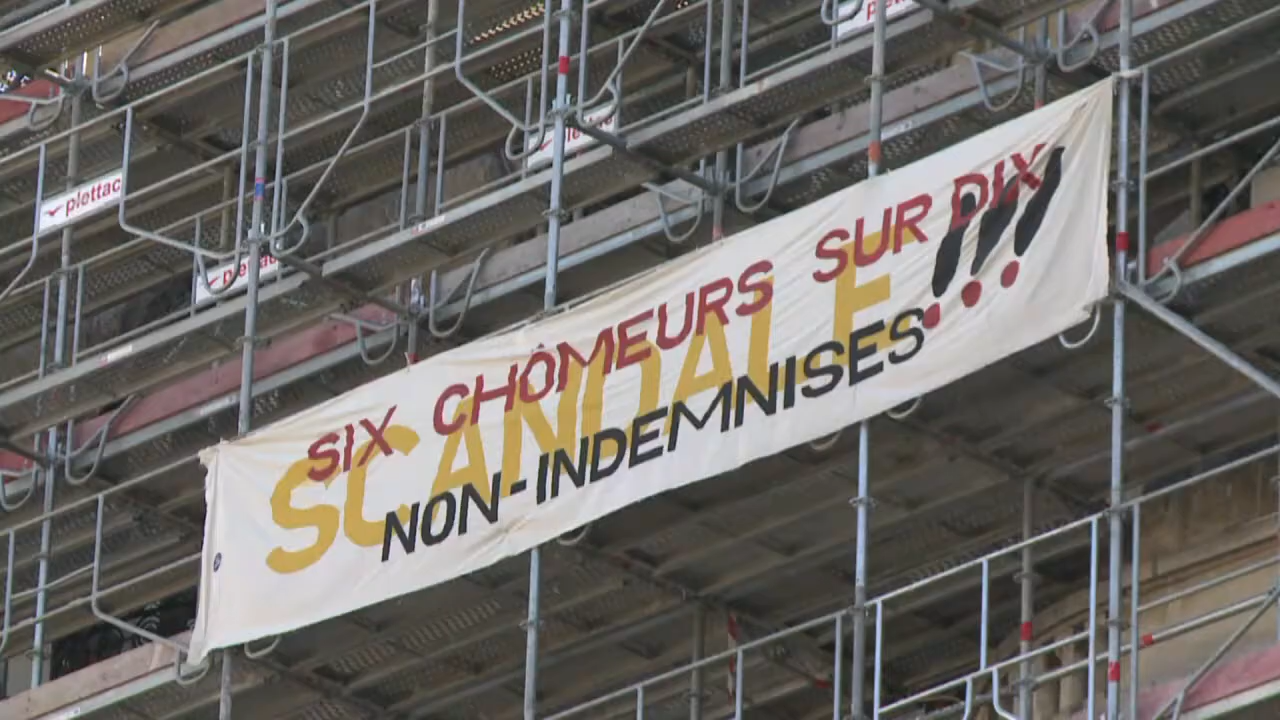 plettac
plettac
plettac
SIX CHÔMEURS SUR DIX
SCANDALE !!!
NON-INDEMNISES